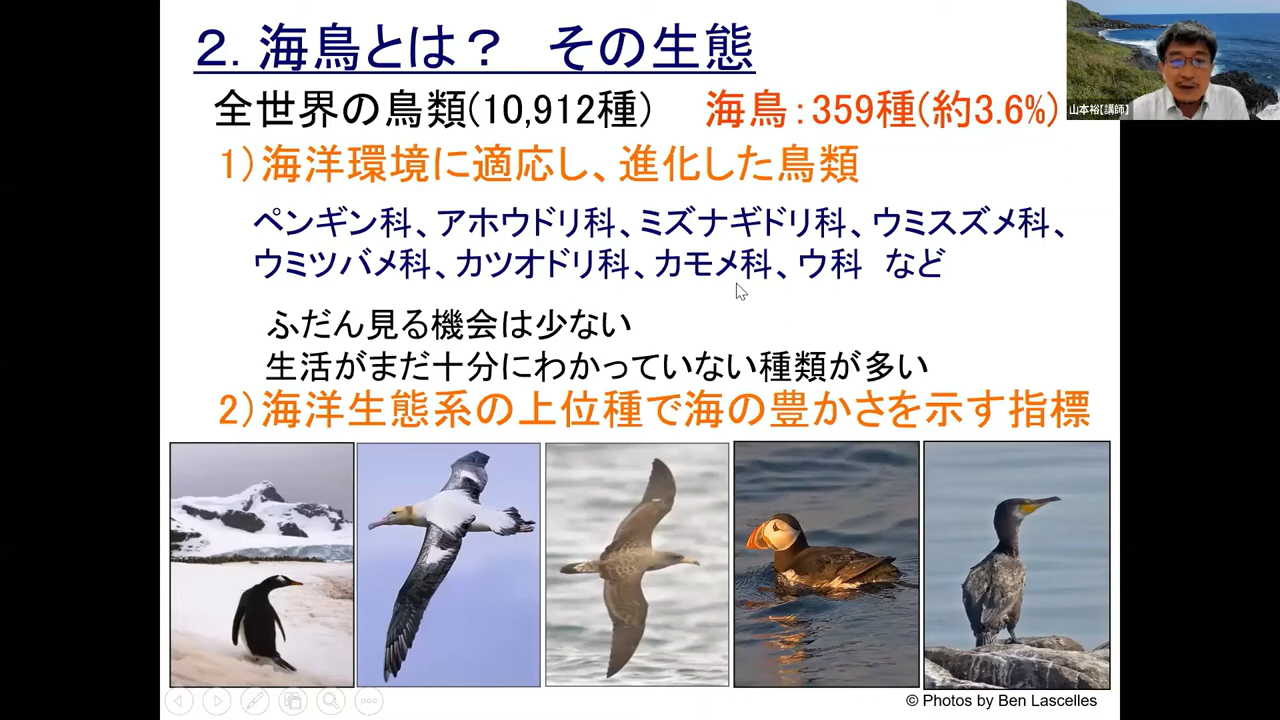 2. 海鳥とは？ その生態
全世界の鳥類(10,912種) 海鳥：359種(約3.6%)
山本裕【講師】
1）海洋環境に適応し、進化した鳥類
ペンギン科、アホウドリ科、ミズナギドリ科、ウミスズメ科、
ウミツバメ科、カツオドリ科、カモメ科、ウ科 など
ふだん見る機会は少ない
生活がまだ十分にわかっていない種類が多い
2）海洋生態系の上位種で海の豊かさを示す指標
© Photos by Ben Lascelles